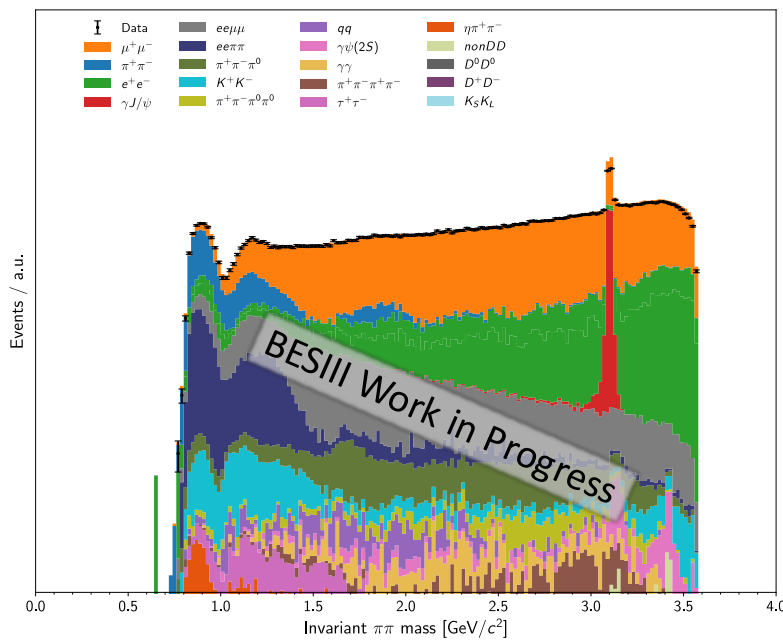 Data
μ⁺μ⁻
π⁺π⁻
e⁺e⁻
γJ/ψ
eeμμ
eeππ
π⁺π⁻π⁰
K⁺K⁻
π⁺π⁻π⁰π⁰
qq
γψ(2S)
γγ
π⁺π⁻π⁺π⁻
τ⁺τ⁻
ηπ⁺π⁻
nonDD
D⁰D⁰
D⁺D⁻
K_S K_L
Events / a.u.
BESIII Work in Progress
0.0 0.5 1.0 1.5 2.0 2.5 3.0 3.5 4.0
Invariant ππ mass [GeV/c²]